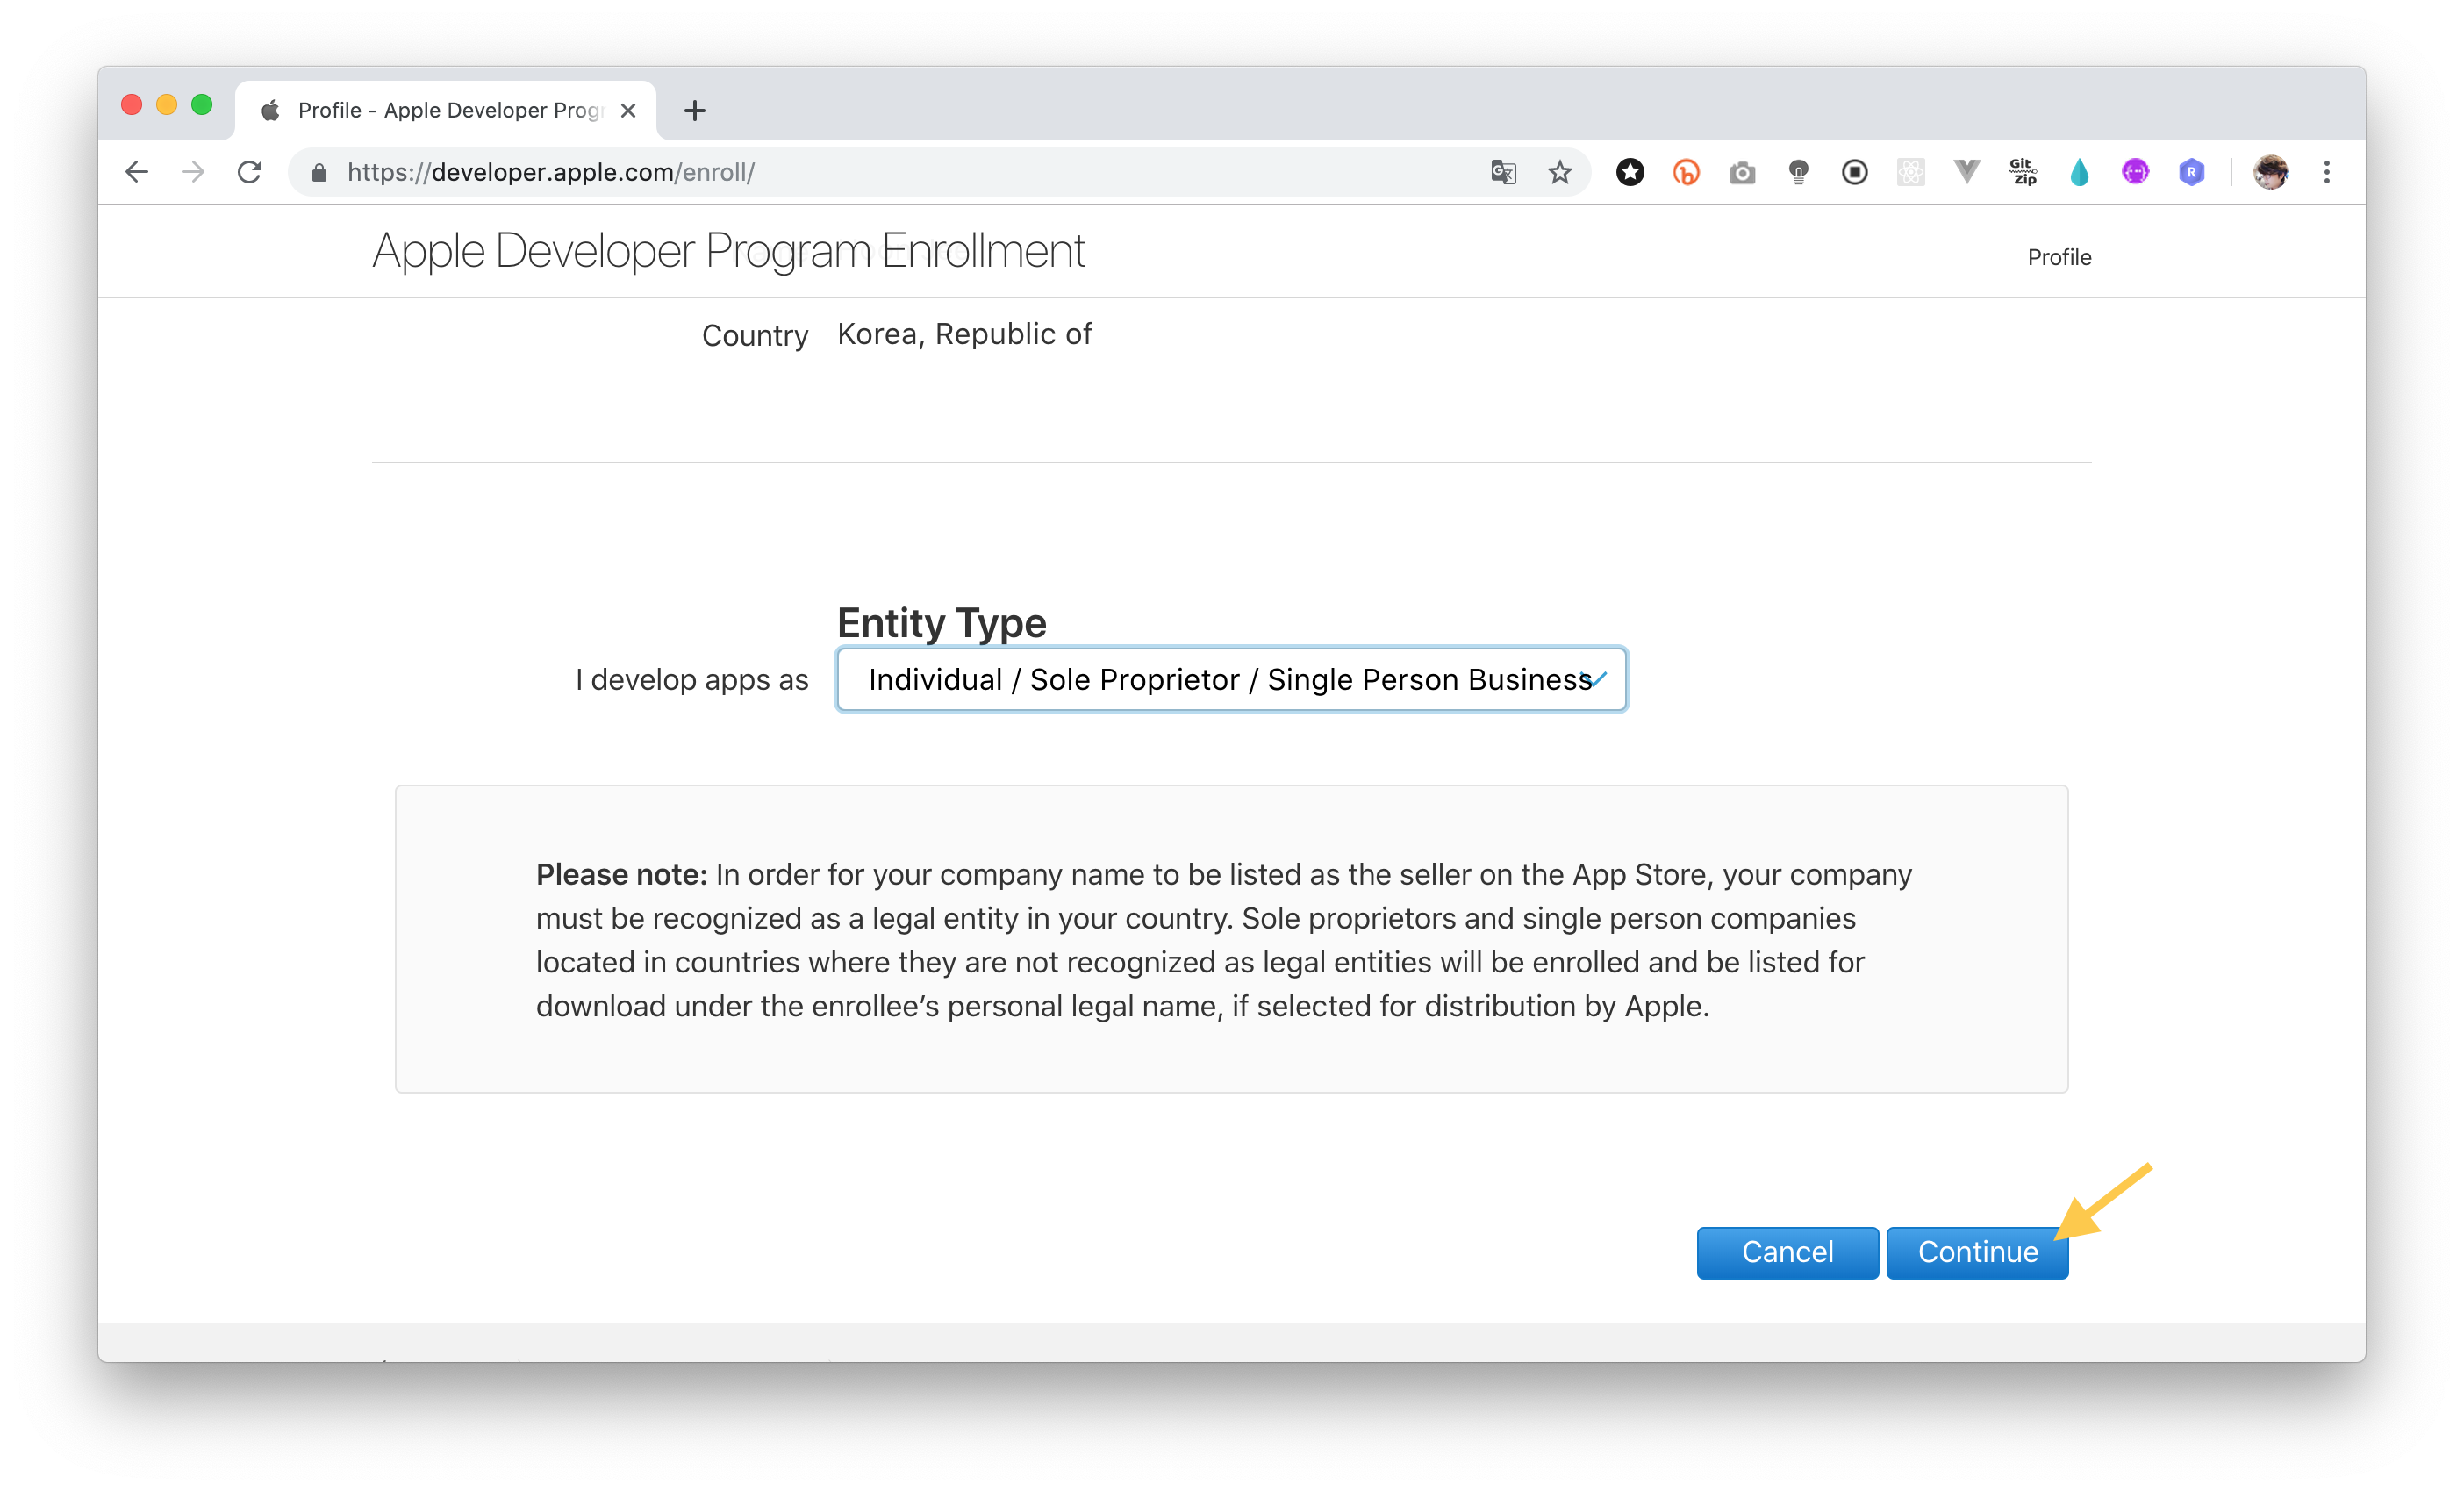 Profile - Apple Developer Progr
https://developer.apple.com/enroll/
Git
Zip
R
Apple Developer Program Enrollment
Profile
Country Korea, Republic of
Entity Type
I develop apps as Individual / Sole Proprietor / Single Person Business
Please note: In order for your company name to be listed as the seller on the App Store, your company
must be recognized as a legal entity in your country. Sole proprietors and single person companies
located in countries where they are not recognized as legal entities will be enrolled and be listed for
download under the enrollee’s personal legal name, if selected for distribution by Apple.
Cancel Continue